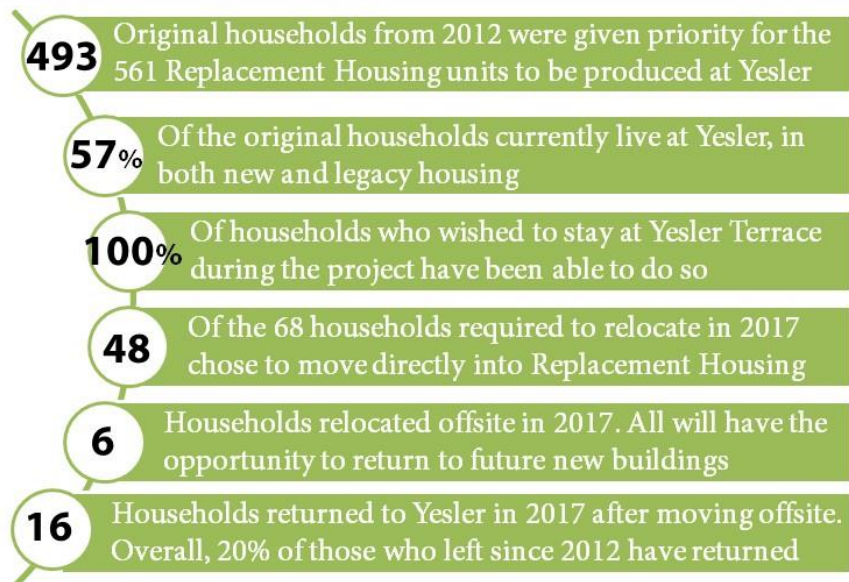 493
Original households from 2012 were given priority for the
561 Replacement Housing units to be produced at Yesler
57%
Of the original households currently live at Yesler, in
both new and legacy housing
100%
Of households who wished to stay at Yesler Terrace
during the project have been able to do so
48
Of the 68 households required to relocate in 2017
chose to move directly into Replacement Housing
6
Households relocated offsite in 2017. All will have the
opportunity to return to future new buildings
16
Households returned to Yesler in 2017 after moving offsite.
Overall, 20% of those who left since 2012 have returned